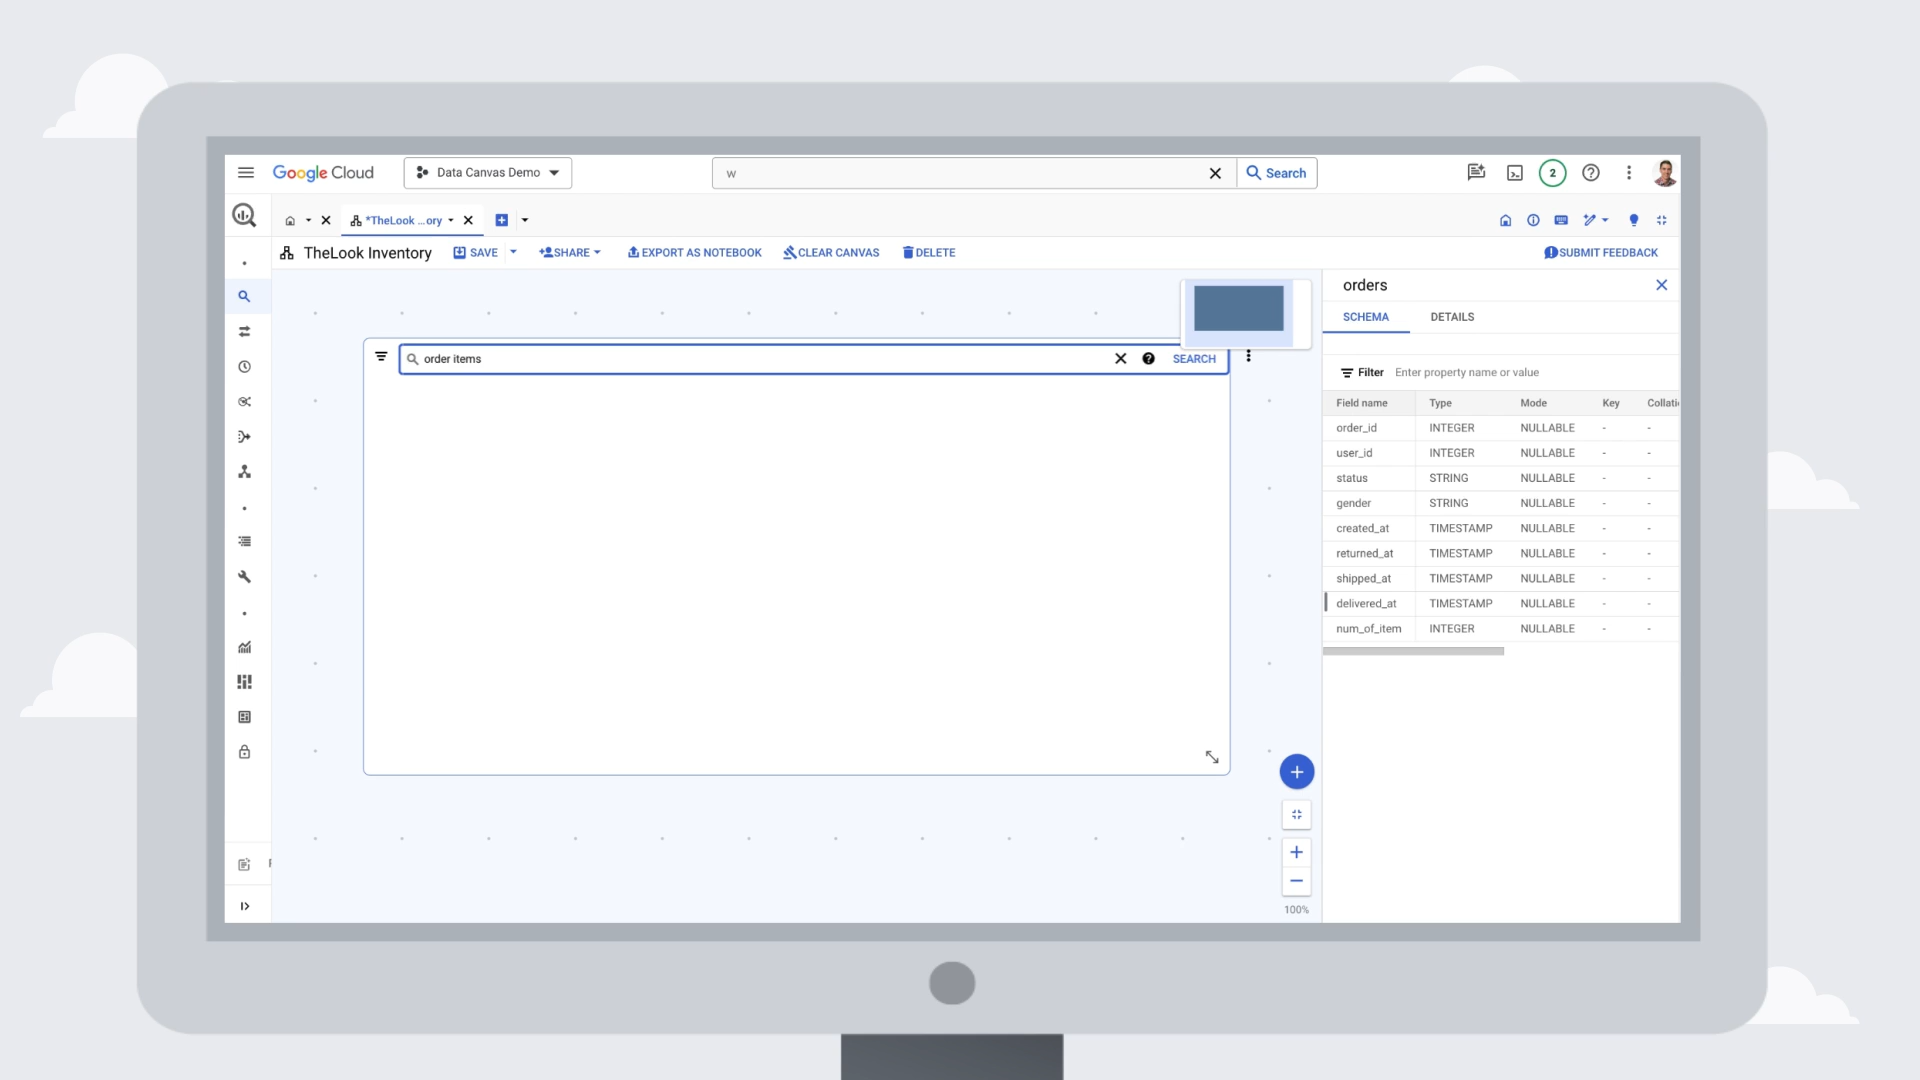 Google Cloud Data Canvas Demo w Search 2
*TheLook ...ory
TheLook Inventory SAVE SHARE EXPORT AS NOTEBOOK CLEAR CANVAS DELETE SUBMIT FEEDBACK
orders
SCHEMA DETAILS
order items SEARCH
Filter Enter property name or value
Field name Type Mode Key Collati
order_id INTEGER NULLABLE - -
user_id INTEGER NULLABLE - -
status STRING NULLABLE - -
gender STRING NULLABLE - -
created_at TIMESTAMP NULLABLE - -
returned_at TIMESTAMP NULLABLE - -
shipped_at TIMESTAMP NULLABLE - -
delivered_at TIMESTAMP NULLABLE - -
num_of_item INTEGER NULLABLE - -
100%